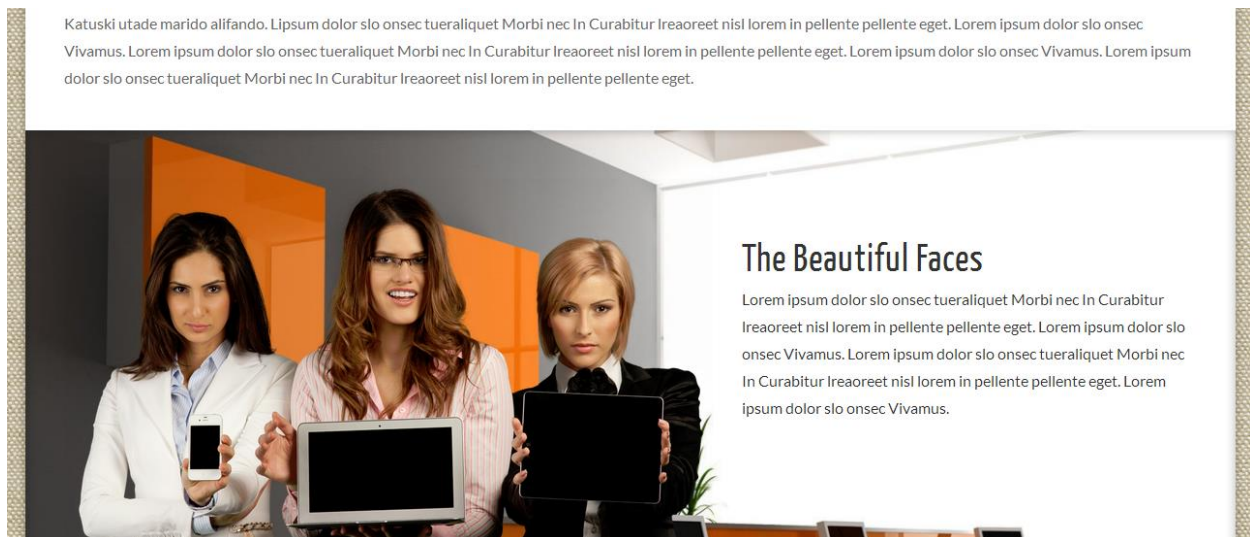 Katuski utade marido alifando. Lipsum dolor slo onsec tueraliquet Morbi nec In Curabitur lreaoreet nisl lorem in pellente pellente eget. Lorem ipsum dolor slo onsec
Vivamus. Lorem ipsum dolor slo onsec tueraliquet Morbi nec In Curabitur lreaoreet nisl lorem in pellente pellente eget. Lorem ipsum dolor slo onsec Vivamus. Lorem ipsum
dolor slo onsec tueraliquet Morbi nec In Curabitur lreaoreet nisl lorem in pellente pellente eget.
The Beautiful Faces
Lorem ipsum dolor slo onsec tueraliquet Morbi nec In Curabitur
lreaoreet nisl lorem in pellente pellente eget. Lorem ipsum dolor slo
onsec Vivamus. Lorem ipsum dolor slo onsec tueraliquet Morbi nec
In Curabitur lreaoreet nisl lorem in pellente pellente eget. Lorem
ipsum dolor slo onsec Vivamus.